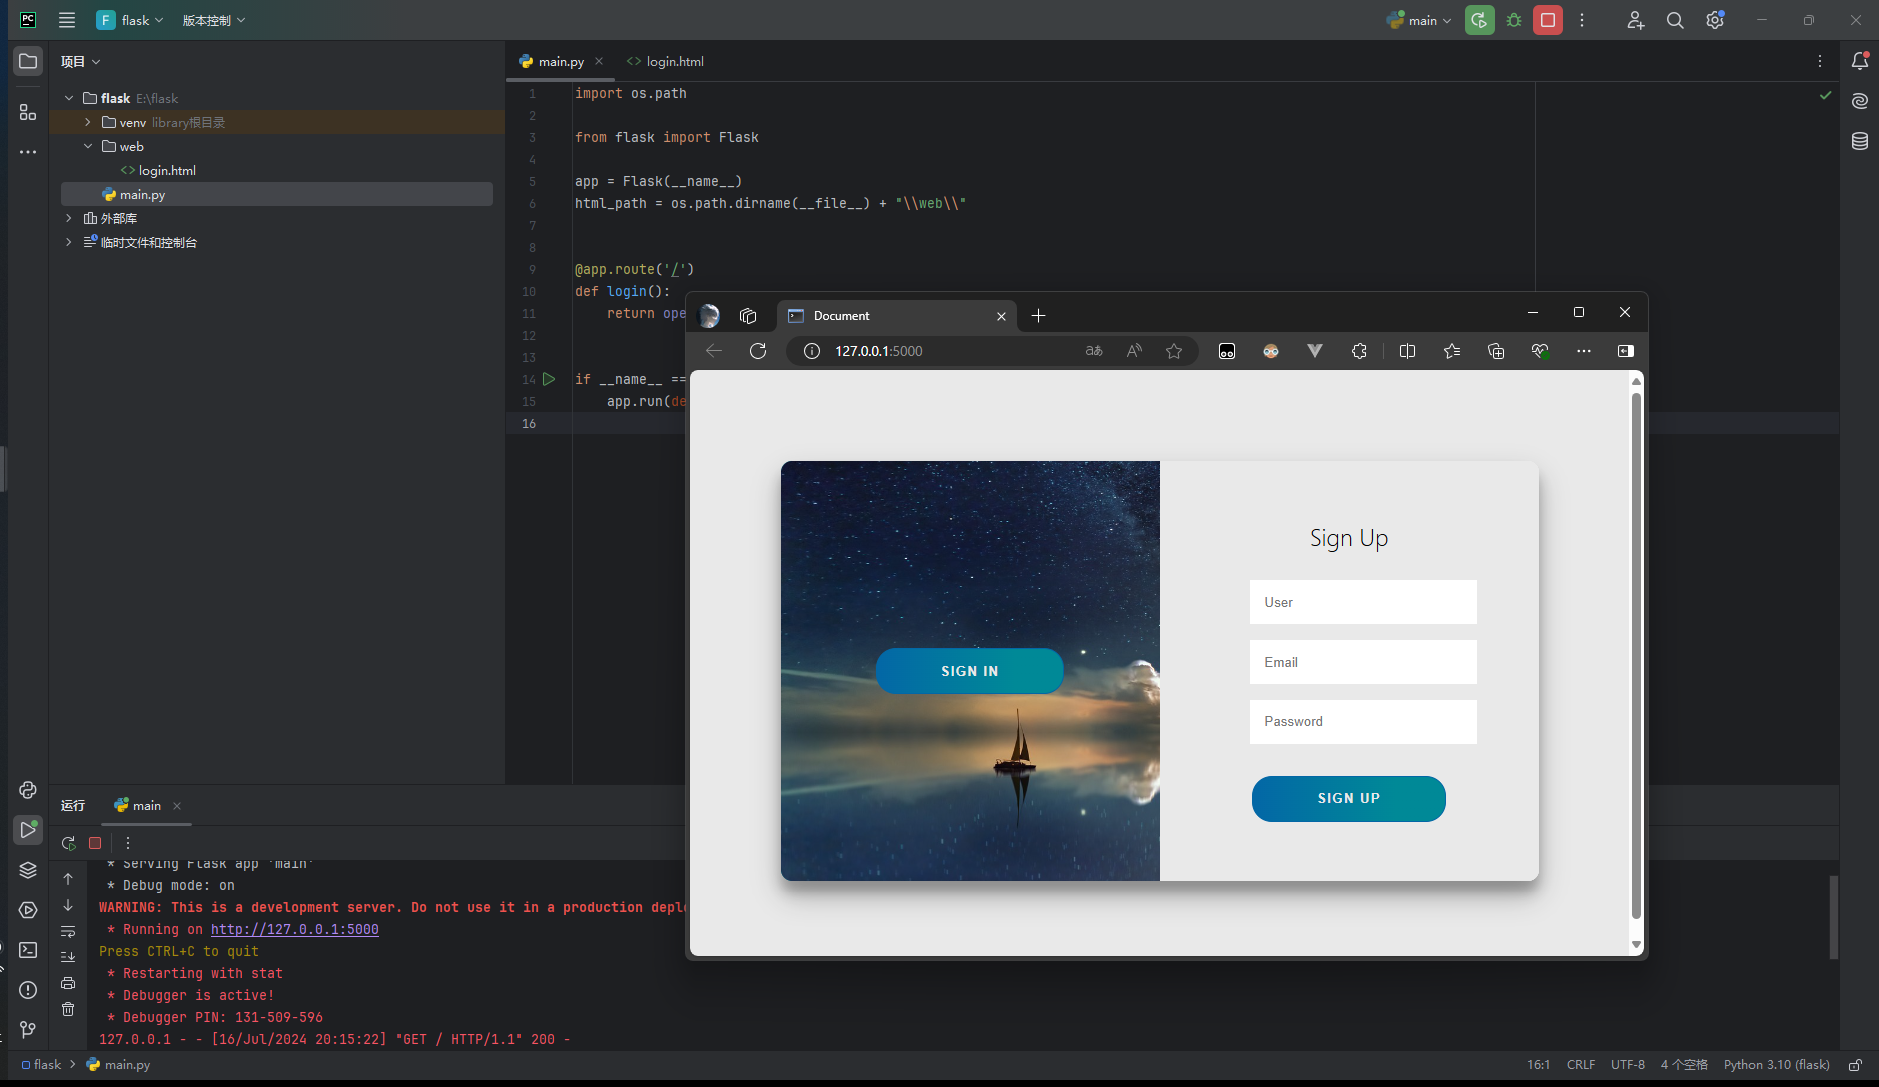 PC
F flask 版本控制
main
项目
main.py login.html
flask E:\flask
venv library根目录
web
login.html
main.py
外部库
临时文件和控制台
1 import os.path
2
3 from flask import Flask
4
5 app = Flask(__name__)
6 html_path = os.path.dirname(__file__) + "\\web\\"
7
8
9 @app.route('/')
10 def login():
11 return ope
12
13
14 if __name__ ==
15 app.run(de
16
Document
127.0.0.1:5000
aあ
SIGN IN
Sign Up
User
Email
Password
SIGN UP
运行 main
* Serving Flask app 'main'
* Debug mode: on
WARNING: This is a development server. Do not use it in a production deplo
* Running on http://127.0.0.1:5000
Press CTRL+C to quit
* Restarting with stat
* Debugger is active!
* Debugger PIN: 131-509-596
127.0.0.1 - - [16/Jul/2024 20:15:22] "GET / HTTP/1.1" 200 -
flask main.py
16:1 CRLF UTF-8 4 个空格 Python 3.10 (flask)